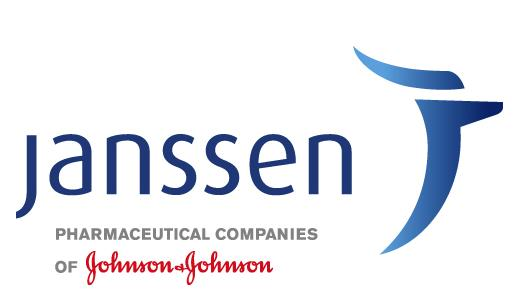 janssen
PHARMACEUTICAL COMPANIES
OF Johnson&Johnson